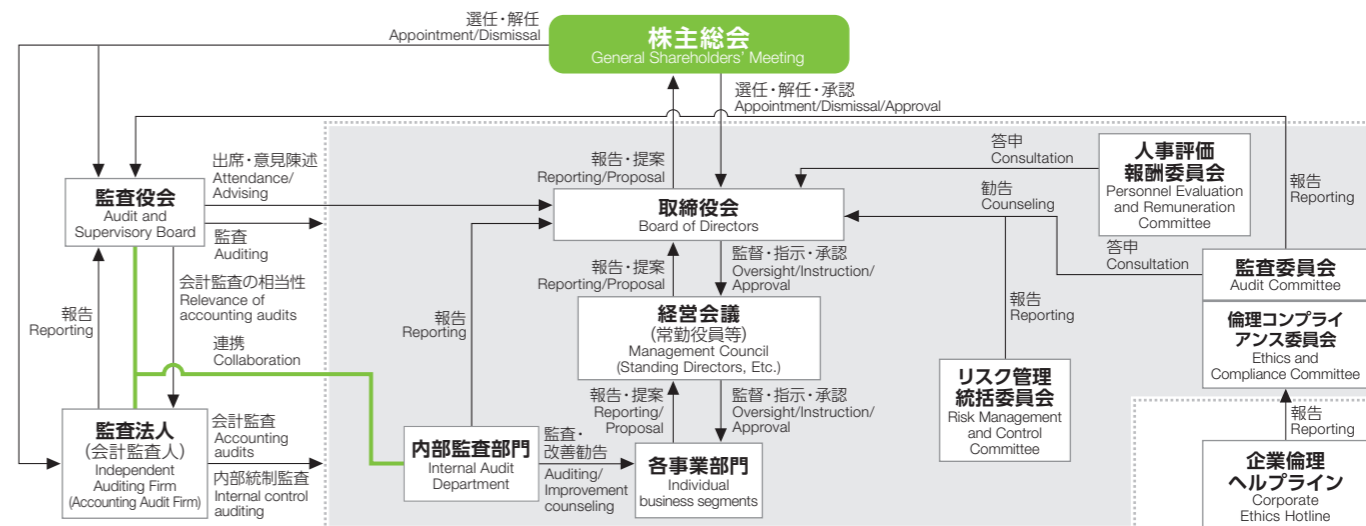 選任・解任
Appointment/Dismissal
株主総会
General Shareholders' Meeting
選任・解任・承認
Appointment/Dismissal/Approval
出席・意見陳述
Attendance/
Advising
報告・提案
Reporting/Proposal
答申
Consultation
人事評価
報酬委員会
Personnel Evaluation
and Remuneration
Committee
報告
Reporting
監査役会
Audit and
Supervisory Board
取締役会
Board of Directors
勧告
Counseling
監査
Auditing
答申
Consultation
監査委員会
Audit Committee
報告・提案
Reporting/Proposal
監督・指示・承認
Oversight/Instruction/
Approval
報告
Reporting
会計監査の相当性
Relevance of
accounting audits
連携
Collaboration
報告
Reporting
経営会議
(常勤役員等)
Management Council
(Standing Directors, Etc.)
報告
Reporting
倫理コンプライ
アンス委員会
Ethics and
Compliance Committee
リスク管理
統括委員会
Risk Management
and Control
Committee
報告・提案
Reporting/
Proposal
監督・指示・承認
Oversight/Instruction/
Approval
報告
Reporting
監査法人
(会計監査人)
Independent
Auditing Firm
(Accounting Audit Firm)
会計監査
Accounting
audits
内部統制監査
Internal control
auditing
内部監査部門
Internal Audit
Department
監査・
改善勧告
Auditing/
Improvement
counseling
各事業部門
Individual
business segments
企業倫理
ヘルプライン
Corporate
Ethics Hotline